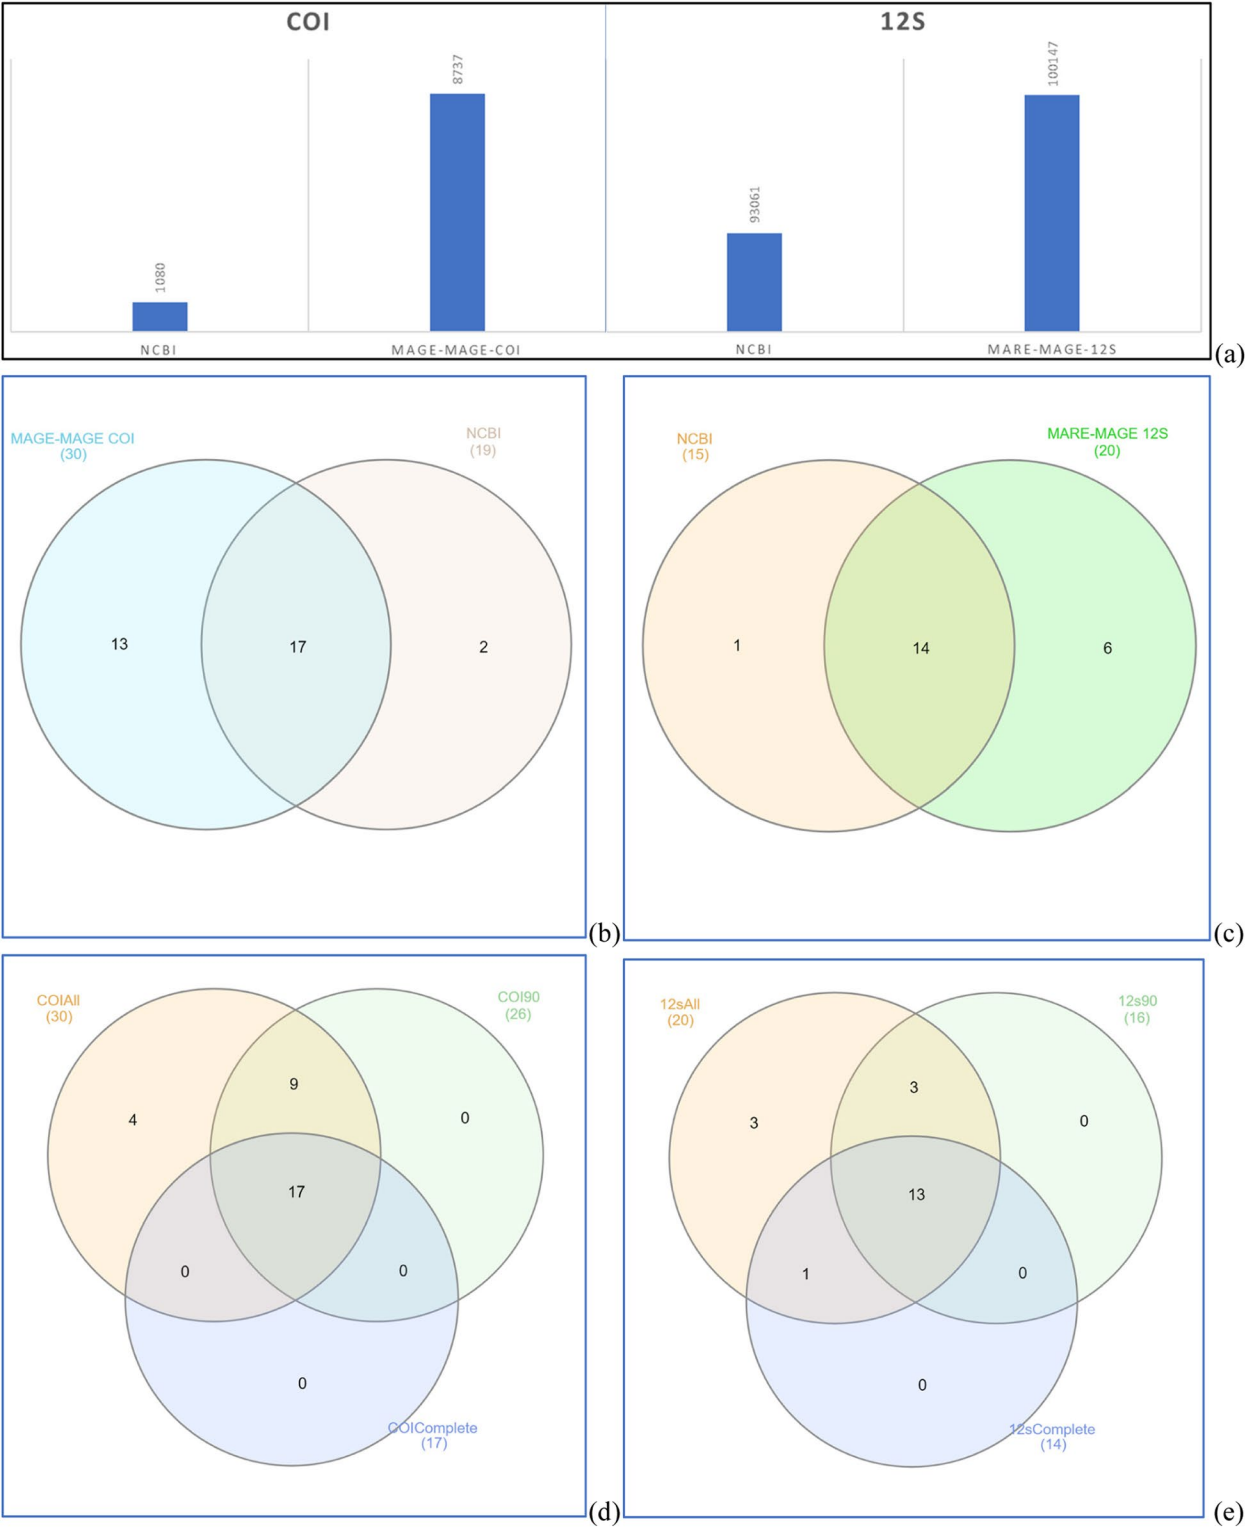 COI
12S
1080
8737
93061
100147
NCBI
MAGE-MAGE-COI
NCBI
MARE-MAGE-12S
(a)
MAGE-MAGE COI
(30)
NCBI
(19)
13
17
2
(b)
NCBI
(15)
MARE-MAGE 12S
(20)
1
14
6
(c)
COIAll
(30)
COI90
(26)
9
4
0
17
0
0
0
COIComplete
(17)
(d)
12sAll
(20)
12s90
(16)
3
3
0
13
1
0
0
12sComplete
(14)
(e)